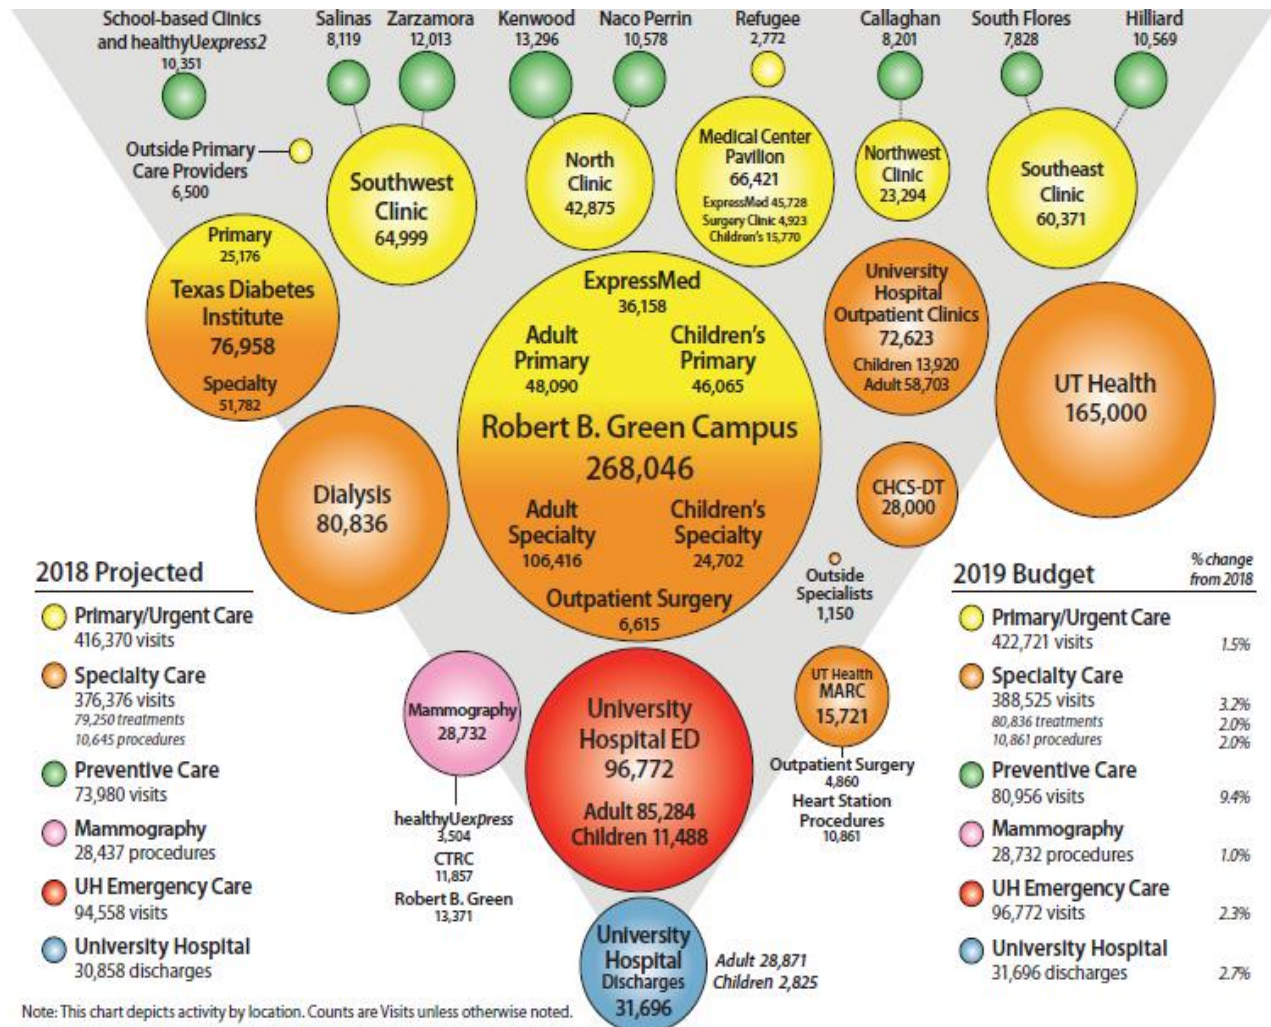 School-based Clinics
and healthyUexpress2
10,351
Salinas
8,119
Zarzamora
12,013
Kenwood
13,296
Naco Perrin
10,578
Refugee
2,772
Callaghan
8,201
South Flores
7,828
Hilliard
10,569
Outside Primary
Care Providers
6,500
Southwest
Clinic
64,999
North
Clinic
42,875
Medical Center
Pavilion
66,421
ExpressMed 45,728
Surgery Clinic 4,923
Children's 15,770
Northwest
Clinic
23,294
Southeast
Clinic
60,371
Primary
25,176
Texas Diabetes
Institute
76,958
Specialty
51,782
ExpressMed
36,158
Adult
Primary
48,090
Children's
Primary
46,065
Robert B. Green Campus
268,046
Adult
Specialty
106,416
Children's
Specialty
24,702
Outpatient Surgery
6,615
University
Hospital
Outpatient Clinics
72,623
Children 13,920
Adult 58,703
UT Health
165,000
Dialysis
80,836
CHCS-DT
28,000
Outside
Specialists
1,150
2018 Projected
Primary/Urgent Care
416,370 visits
Specialty Care
376,376 visits
79,250 treatments
10,645 procedures
Preventive Care
73,980 visits
Mammography
28,437 procedures
UH Emergency Care
94,558 visits
University Hospital
30,858 discharges
Mammography
28,732
healthyUexpress
3,504
CTRC
11,857
Robert B. Green
13,371
University
Hospital ED
96,772
Adult 85,284
Children 11,488
UT Health
MARC
15,721
Outpatient Surgery
4,860
Heart Station
Procedures
10,861
University
Hospital
Discharges
31,696
Adult 28,871
Children 2,825
2019 Budget
% change
from 2018
Primary/Urgent Care
422,721 visits 1.5%
Specialty Care
388,525 visits 3.2%
80,836 treatments 2.0%
10,861 procedures 2.0%
Preventive Care
80,956 visits 9.4%
Mammography
28,732 procedures 1.0%
UH Emergency Care
96,772 visits 2.3%
University Hospital
31,696 discharges 2.7%
Note: This chart depicts activity by location. Counts are Visits unless otherwise noted.